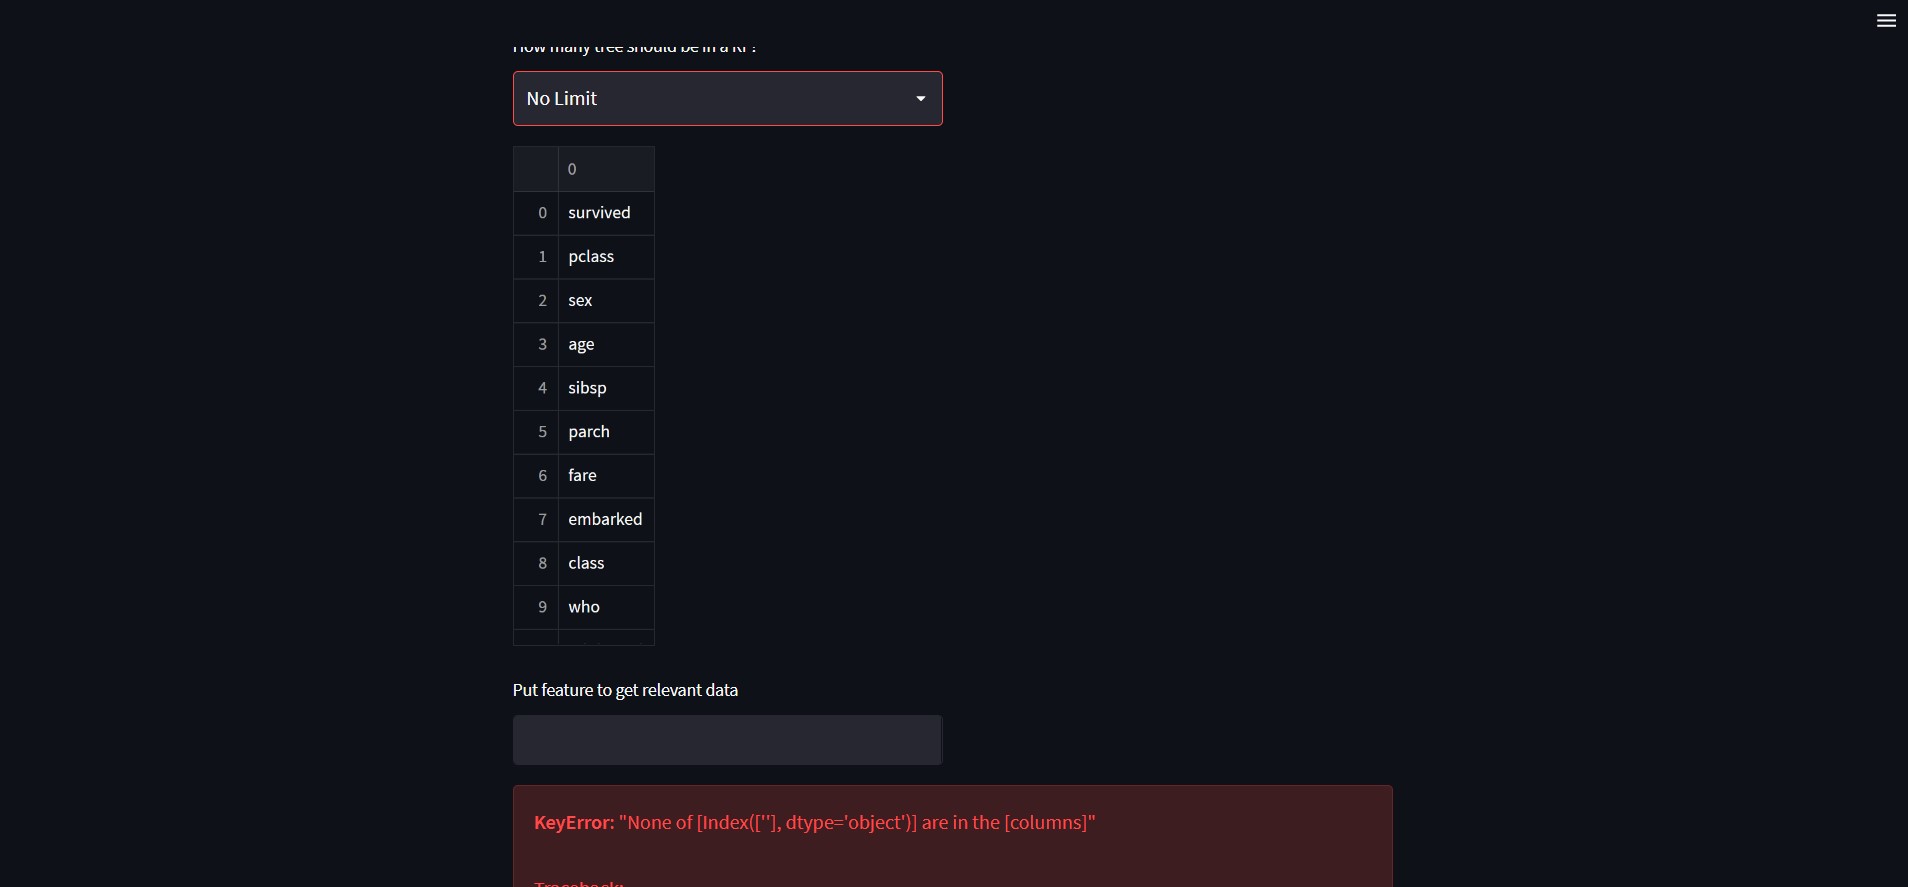 How many tree should be in a RF?
No Limit
0
0 survived
1 pclass
2 sex
3 age
4 sibsp
5 parch
6 fare
7 embarked
8 class
9 who
Put feature to get relevant data
KeyError: "None of [Index([''], dtype='object')] are in the [columns]"
Traceback: